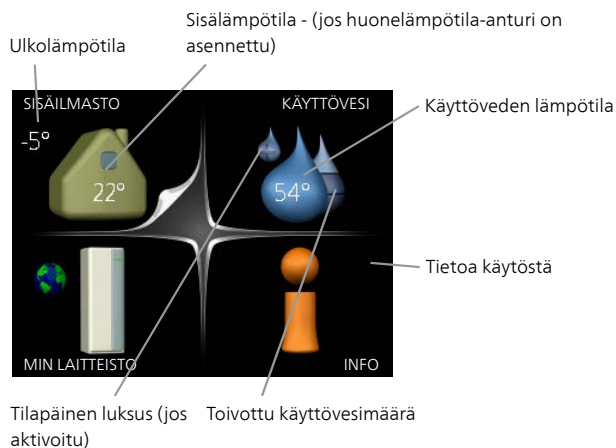 Sisälämpötila - (jos huonelämpötila-anturi on
asennettu)
Ulkolämpötila
SISÄILMASTO
KÄYTTÖVESI
Käyttöveden lämpötila
-5°
22°
54°
Tietoa käytöstä
MIN LAITTEISTO
INFO
Tilapäinen luksus (jos
aktivoitu)
Toivottu käyttövesimäärä